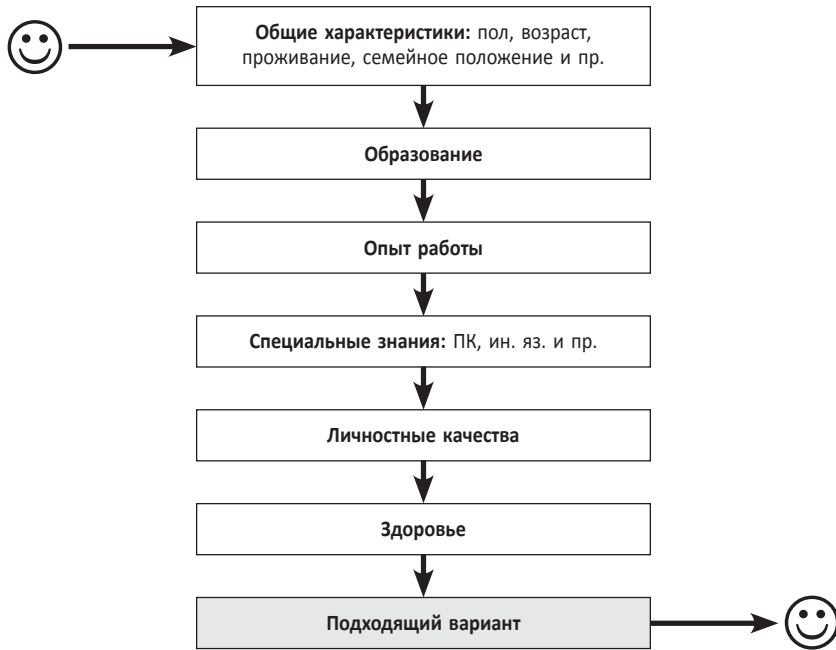 Общие характеристики: пол, возраст,
проживание, семейное положение и пр.
Образование
Опыт работы
Специальные знания: ПК, ин. яз. и пр.
Личностные качества
Здоровье
Подходящий вариант